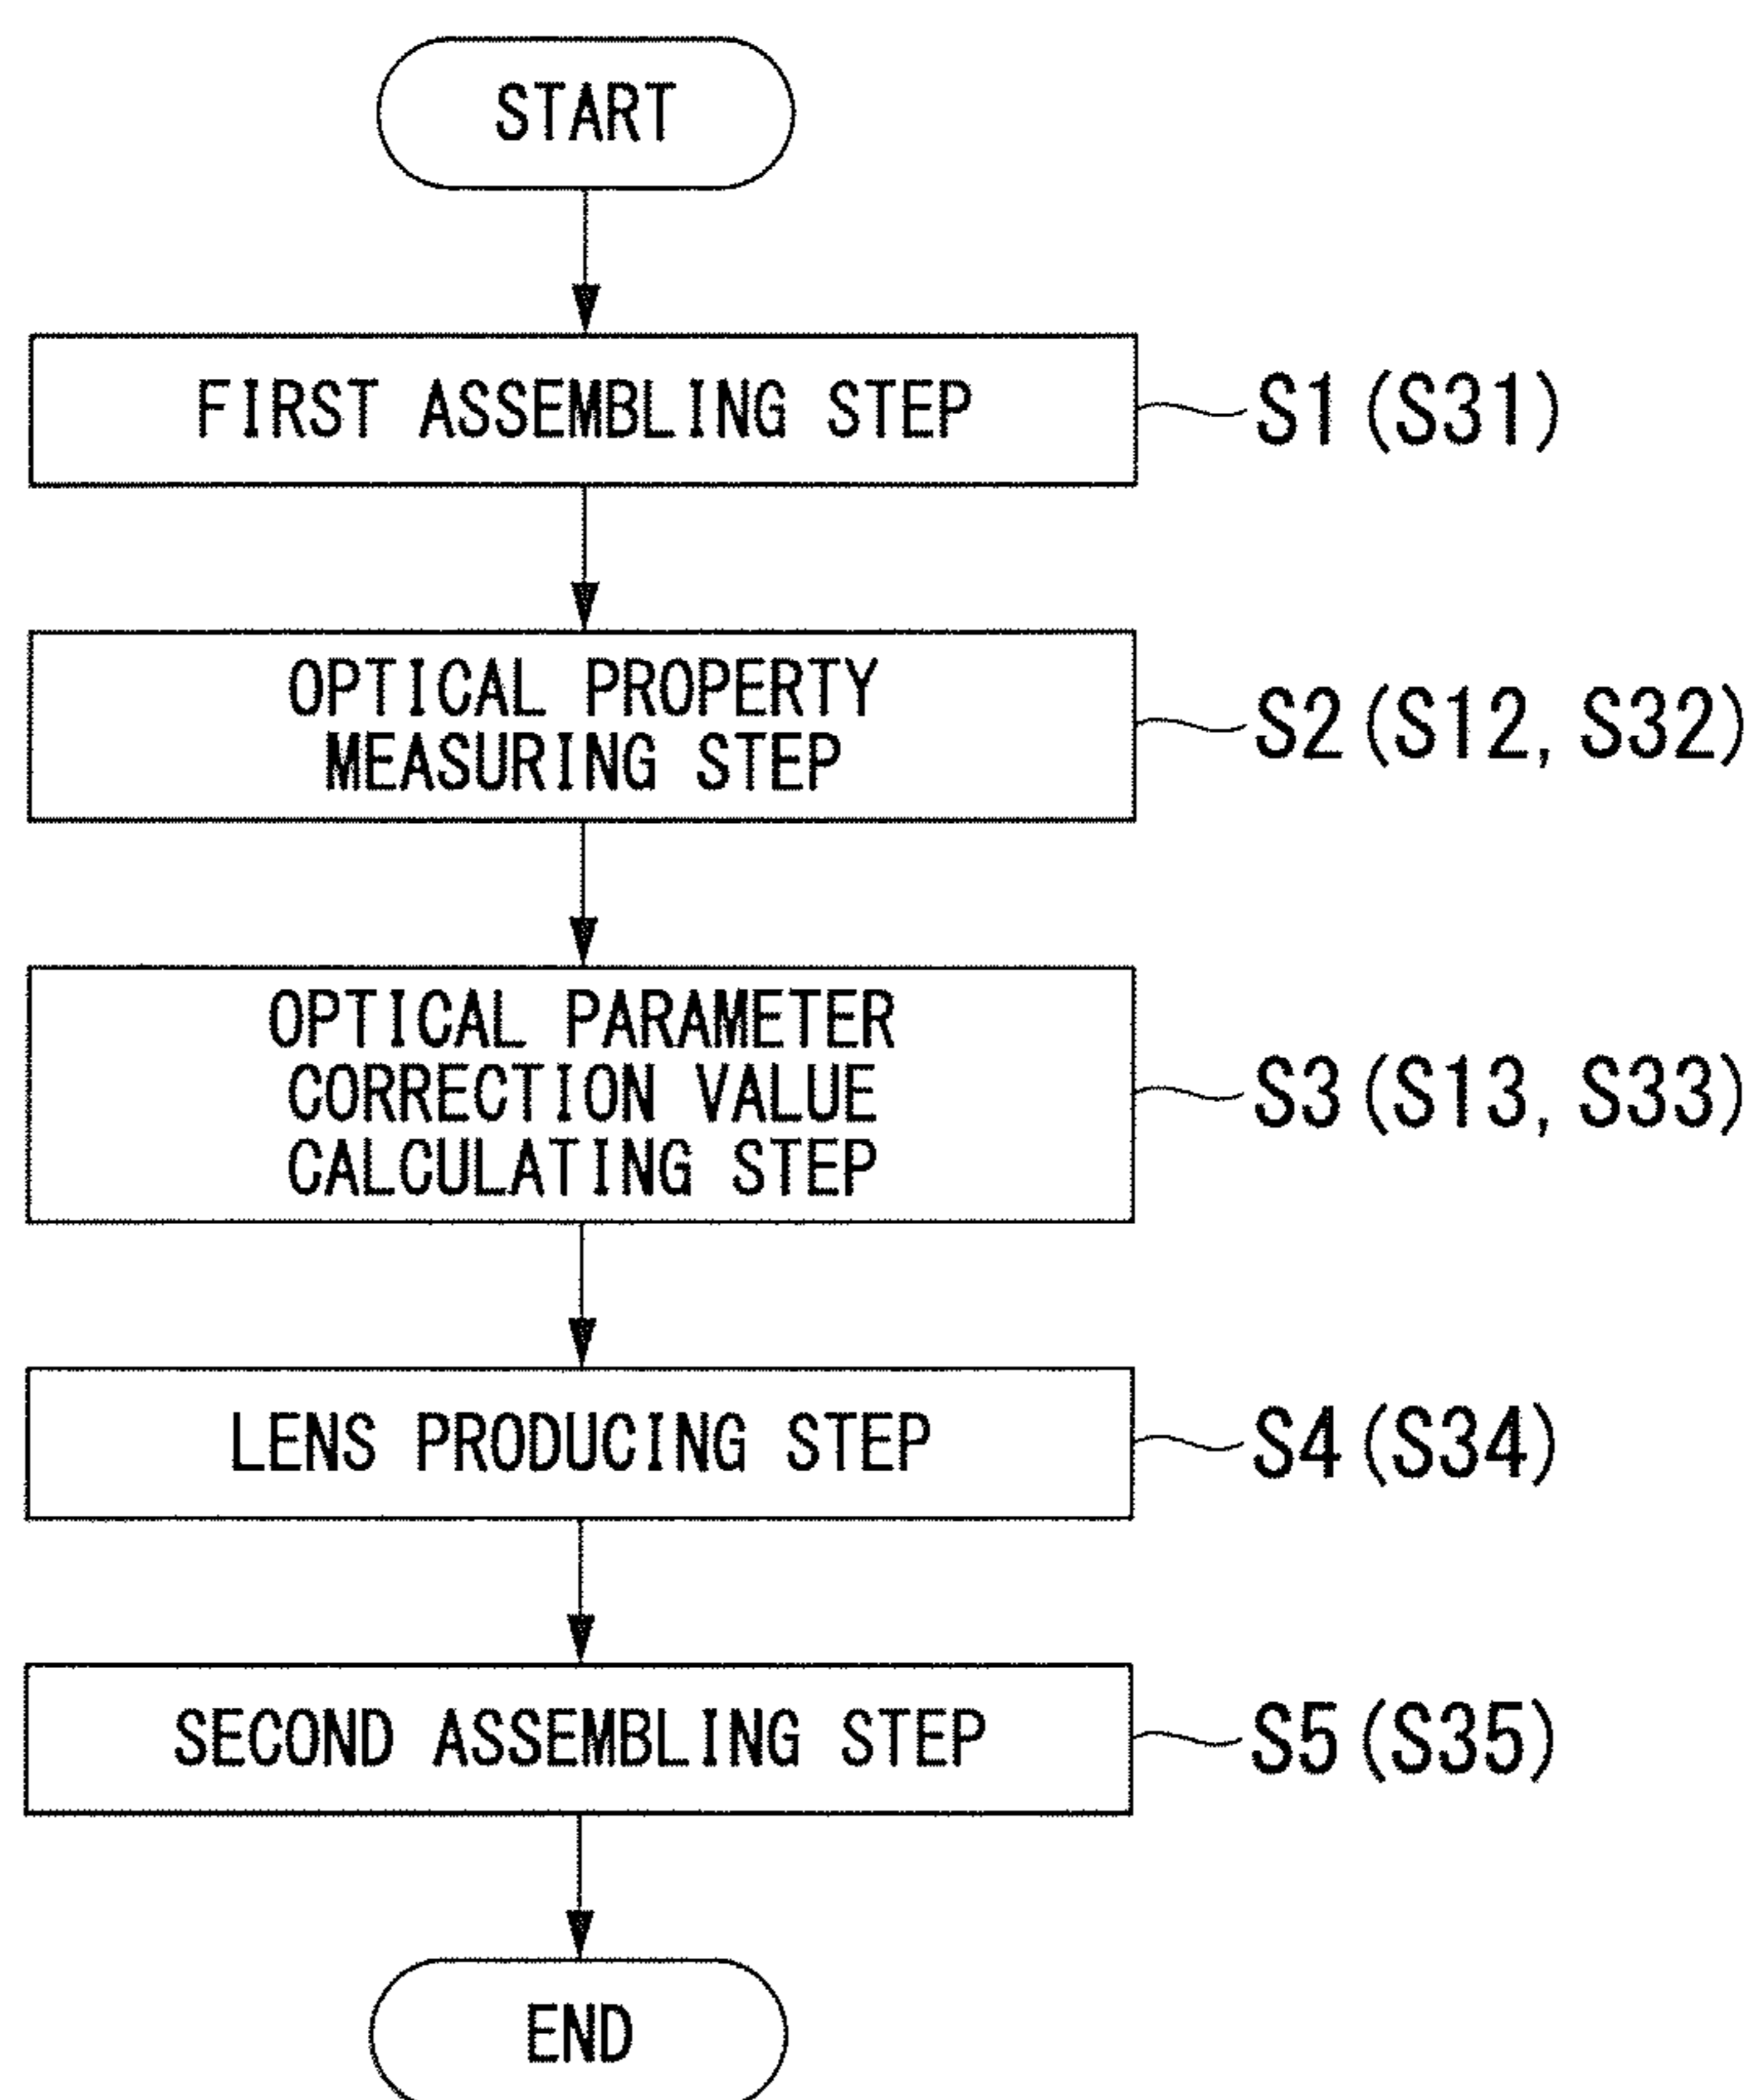 START
FIRST ASSEMBLING STEP
S1(S31)
OPTICAL PROPERTY
MEASURING STEP
S2(S12, S32)
OPTICAL PARAMETER
CORRECTION VALUE
CALCULATING STEP
S3(S13, S33)
LENS PRODUCING STEP
S4(S34)
SECOND ASSEMBLING STEP
S5(S35)
END